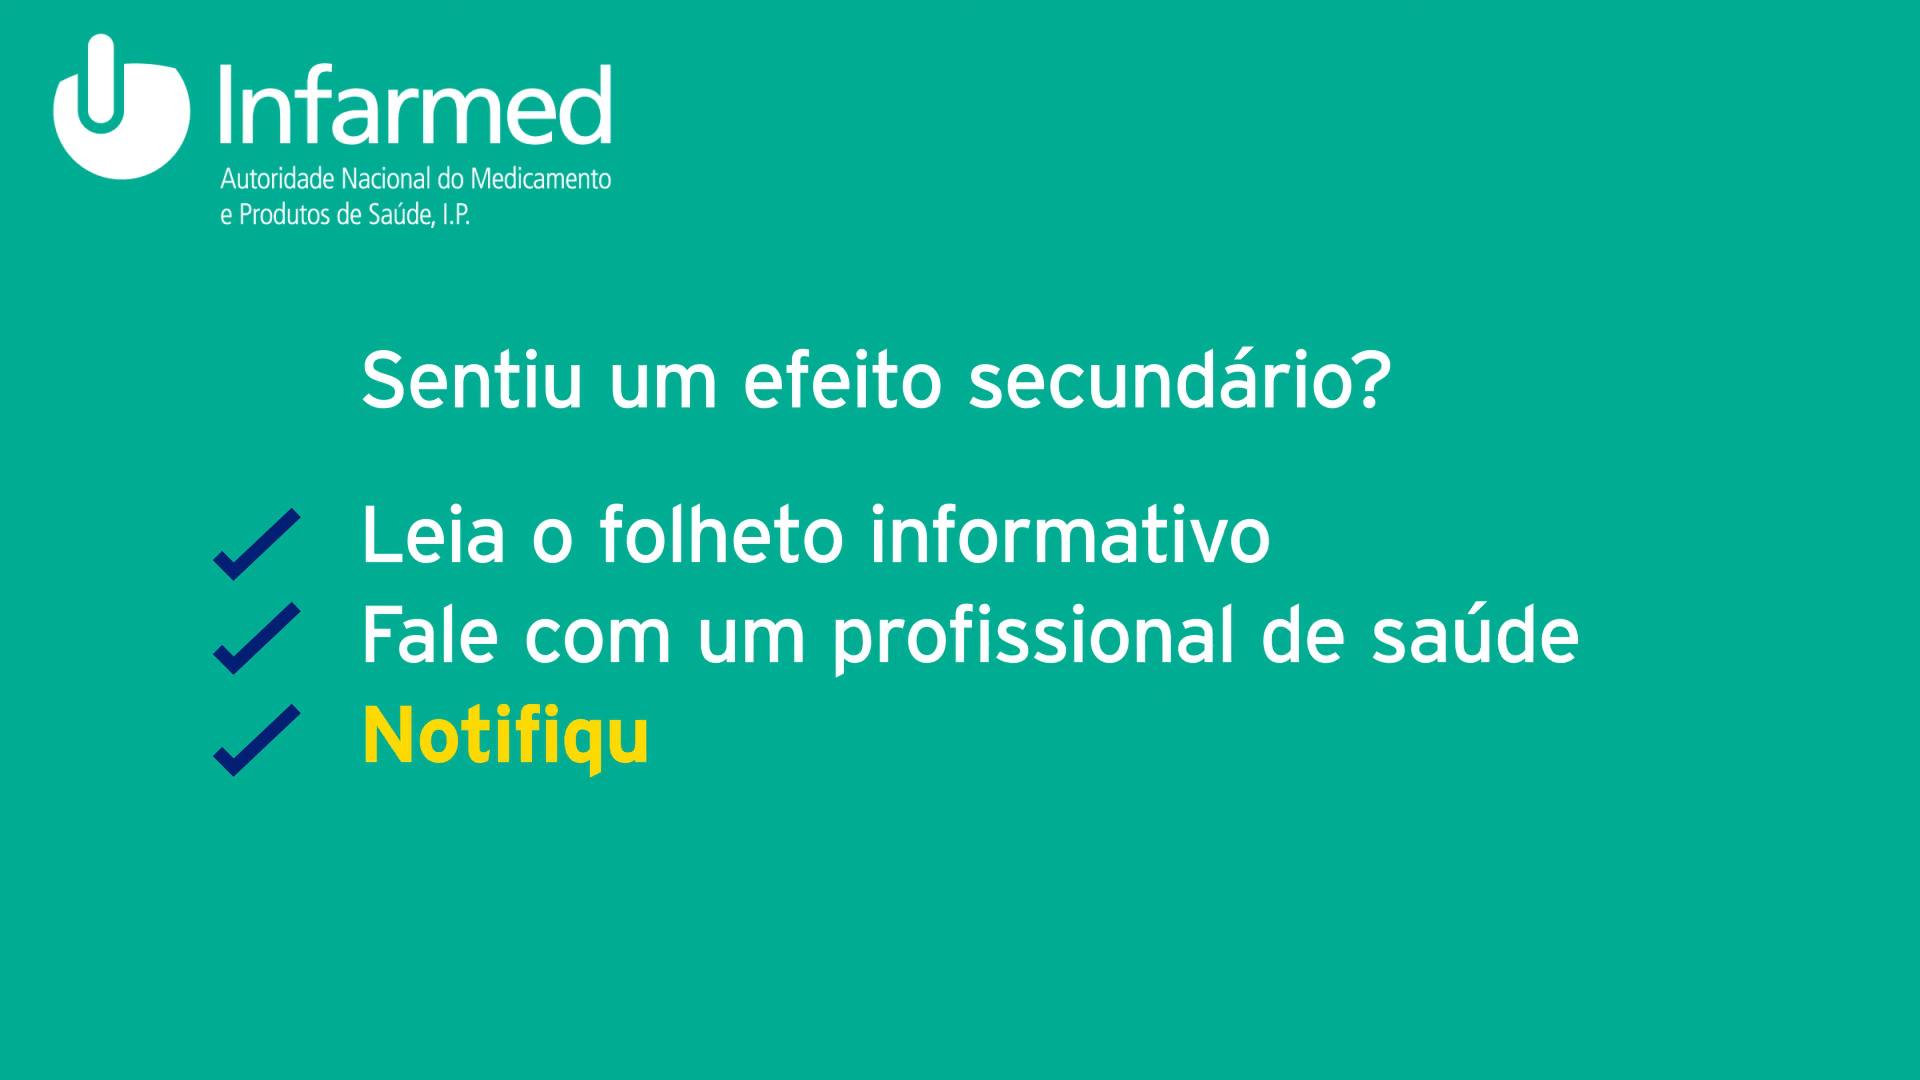 Infarmed
Autoridade Nacional do Medicamento
e Produtos de Saúde, I.P.
Sentiu um efeito secundário?
Leia o folheto informativo
Fale com um profissional de saúde
Notifiqu